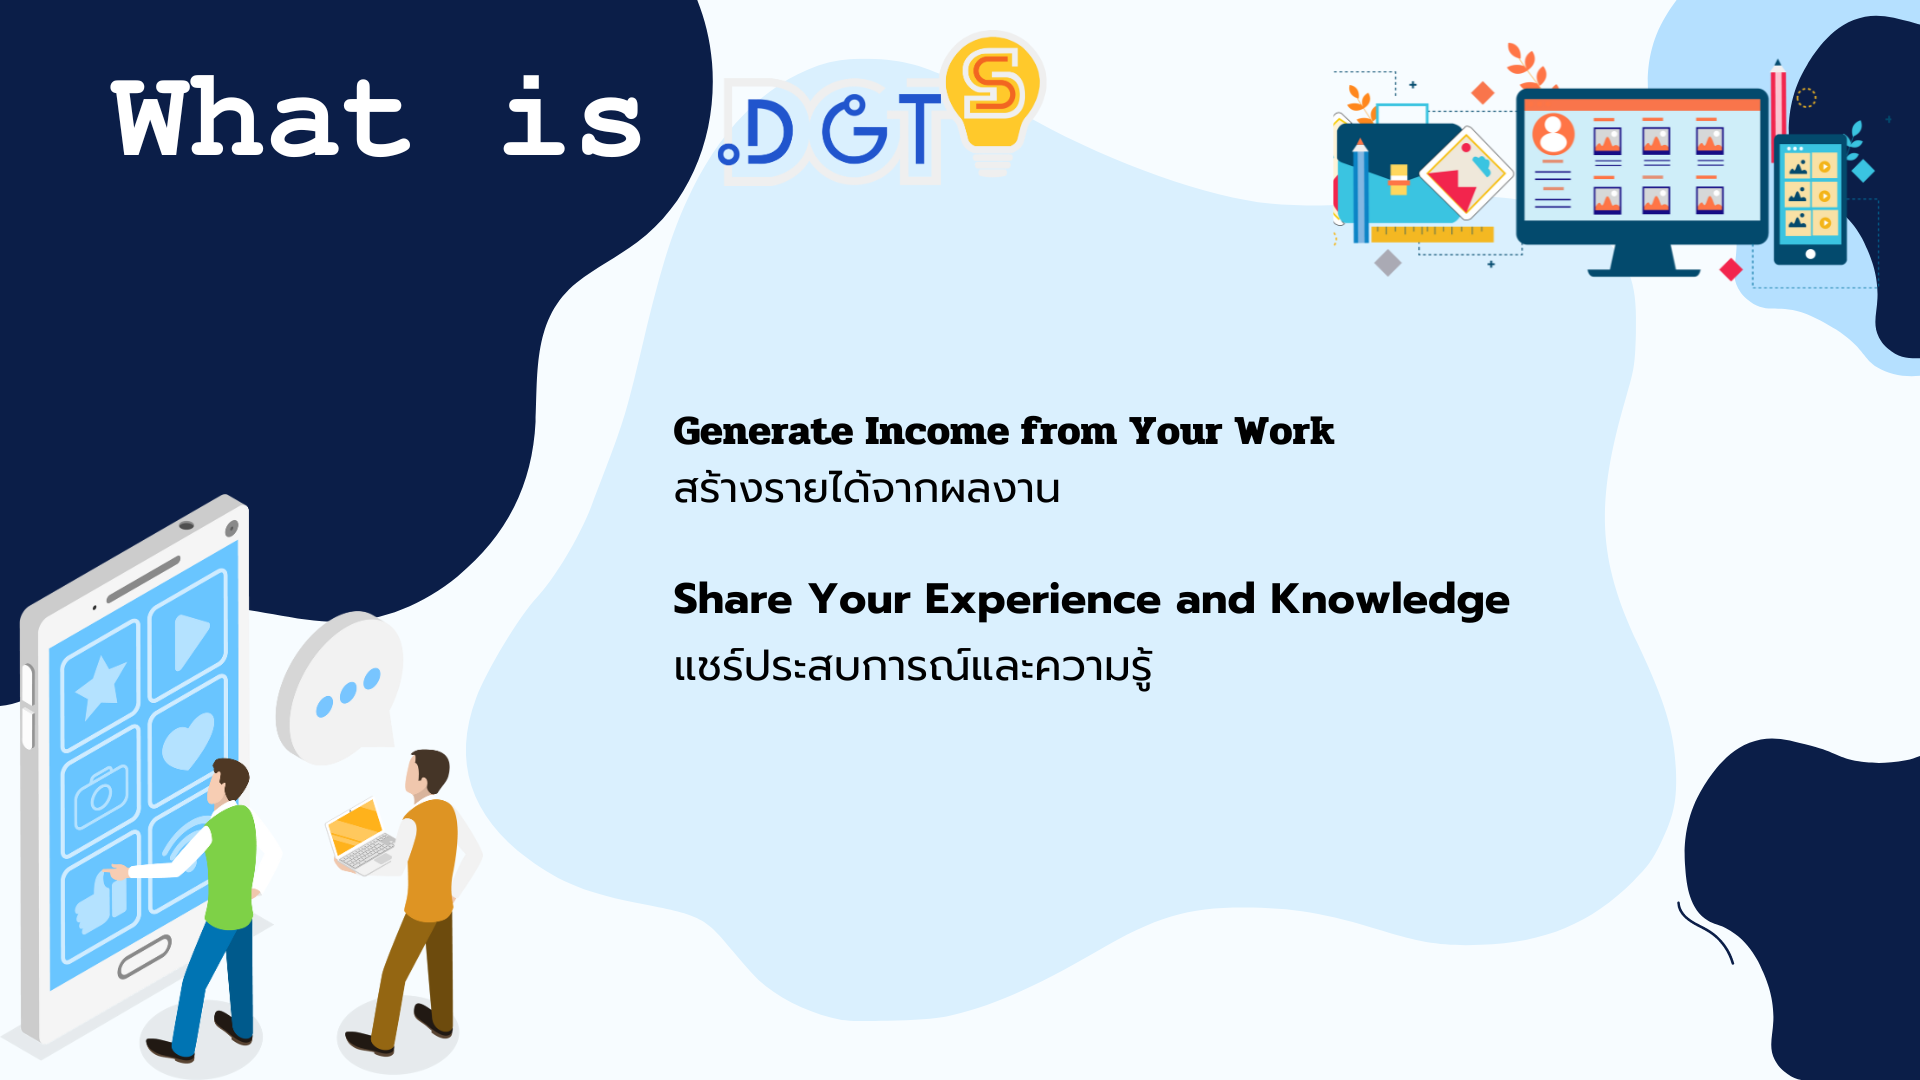 What is .DGTS
Generate Income from Your Work
สร้างรายได้จากผลงาน
Share Your Experience and Knowledge
แชร์ประสบการณ์และความรู้